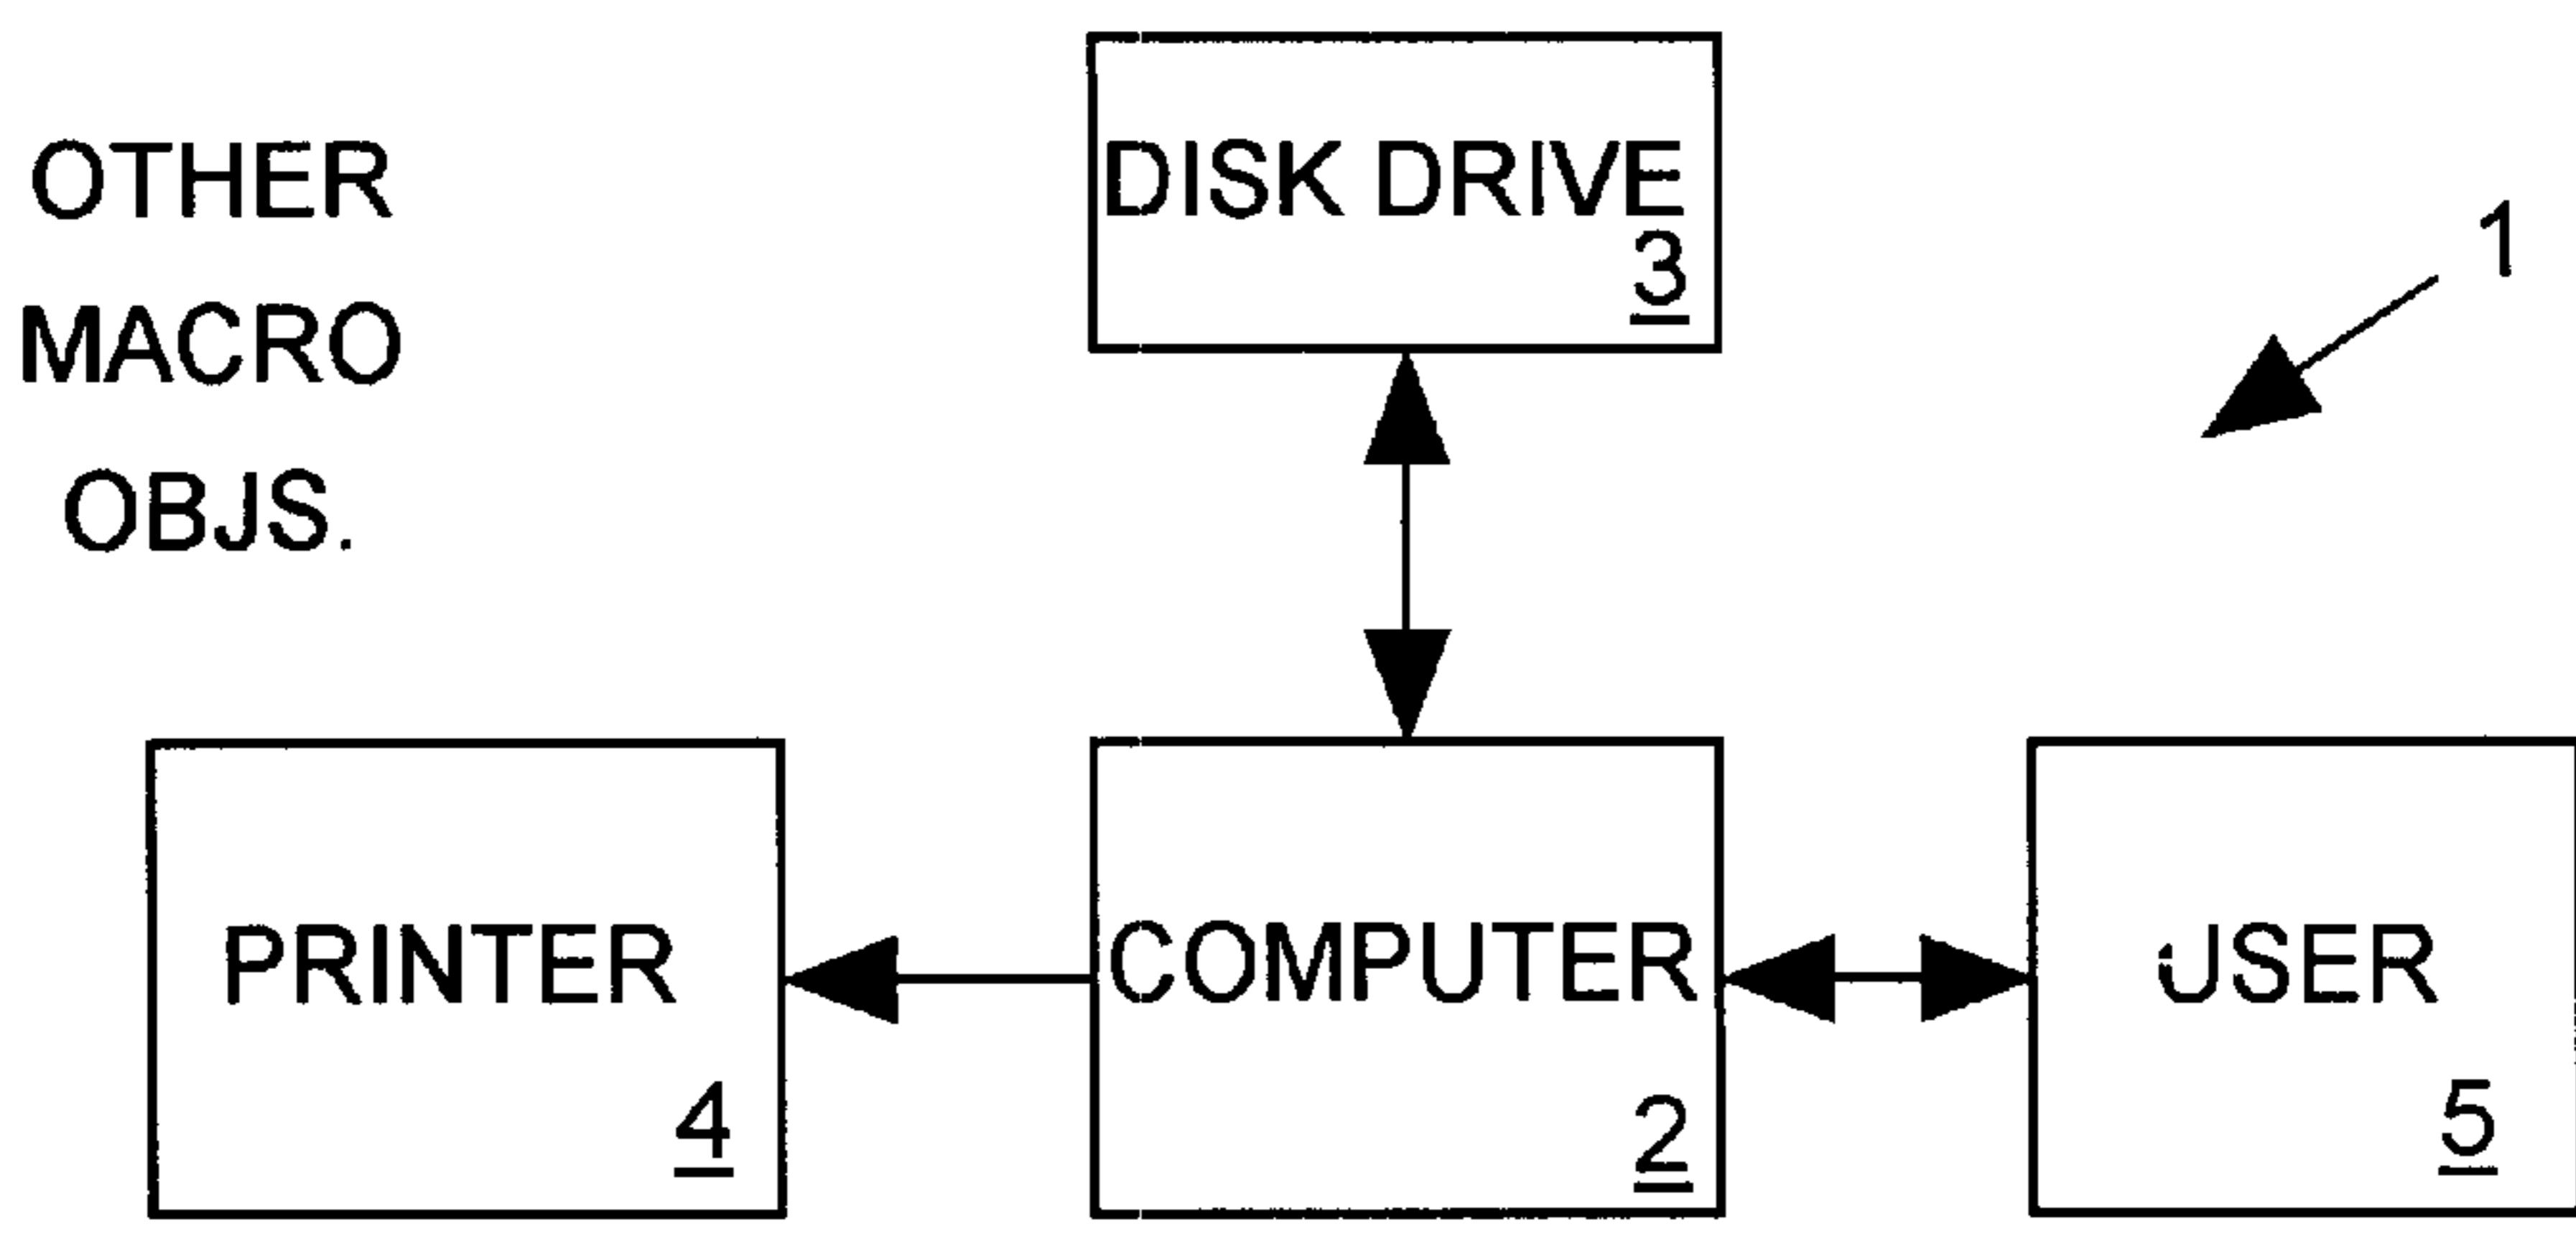 OTHER
MACRO
OBJS.
DISK DRIVE
3
1
PRINTER
4
COMPUTER
2
USER
5